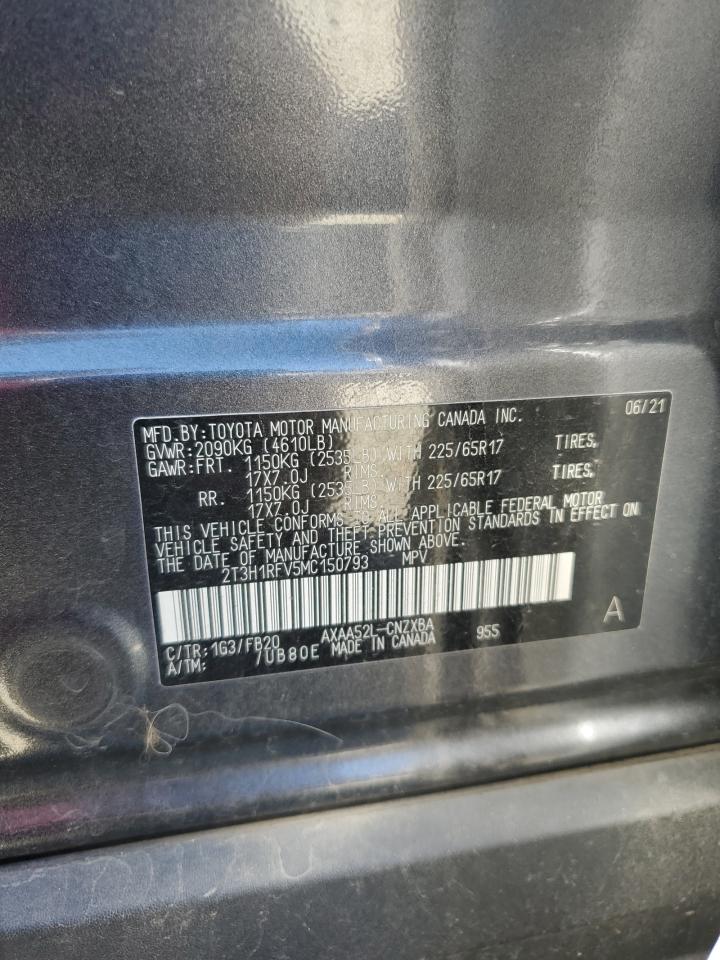 MFD.BY:TOYOTA MOTOR MANUFACTURING CANADA INC. 06/21
GVWR:2090KG (4610LB)
GAWR:FRT. 1150KG (2535LB) WITH 225/65R17 TIRES,
17X7.0J RIMS
RR. 1150KG (2535LB) WITH 225/65R17 TIRES,
17X7.0J RIMS
THIS VEHICLE CONFORMS TO ALL APPLICABLE FEDERAL MOTOR
VEHICLE SAFETY AND THEFT PREVENTION STANDARDS IN EFFECT ON
THE DATE OF MANUFACTURE SHOWN ABOVE.
2T3H1RFV5MC150793 MPV
A
C/TR:1G3/FB20 AXAA52L-CNZXBA 955
A/TM: /UB80E MADE IN CANADA